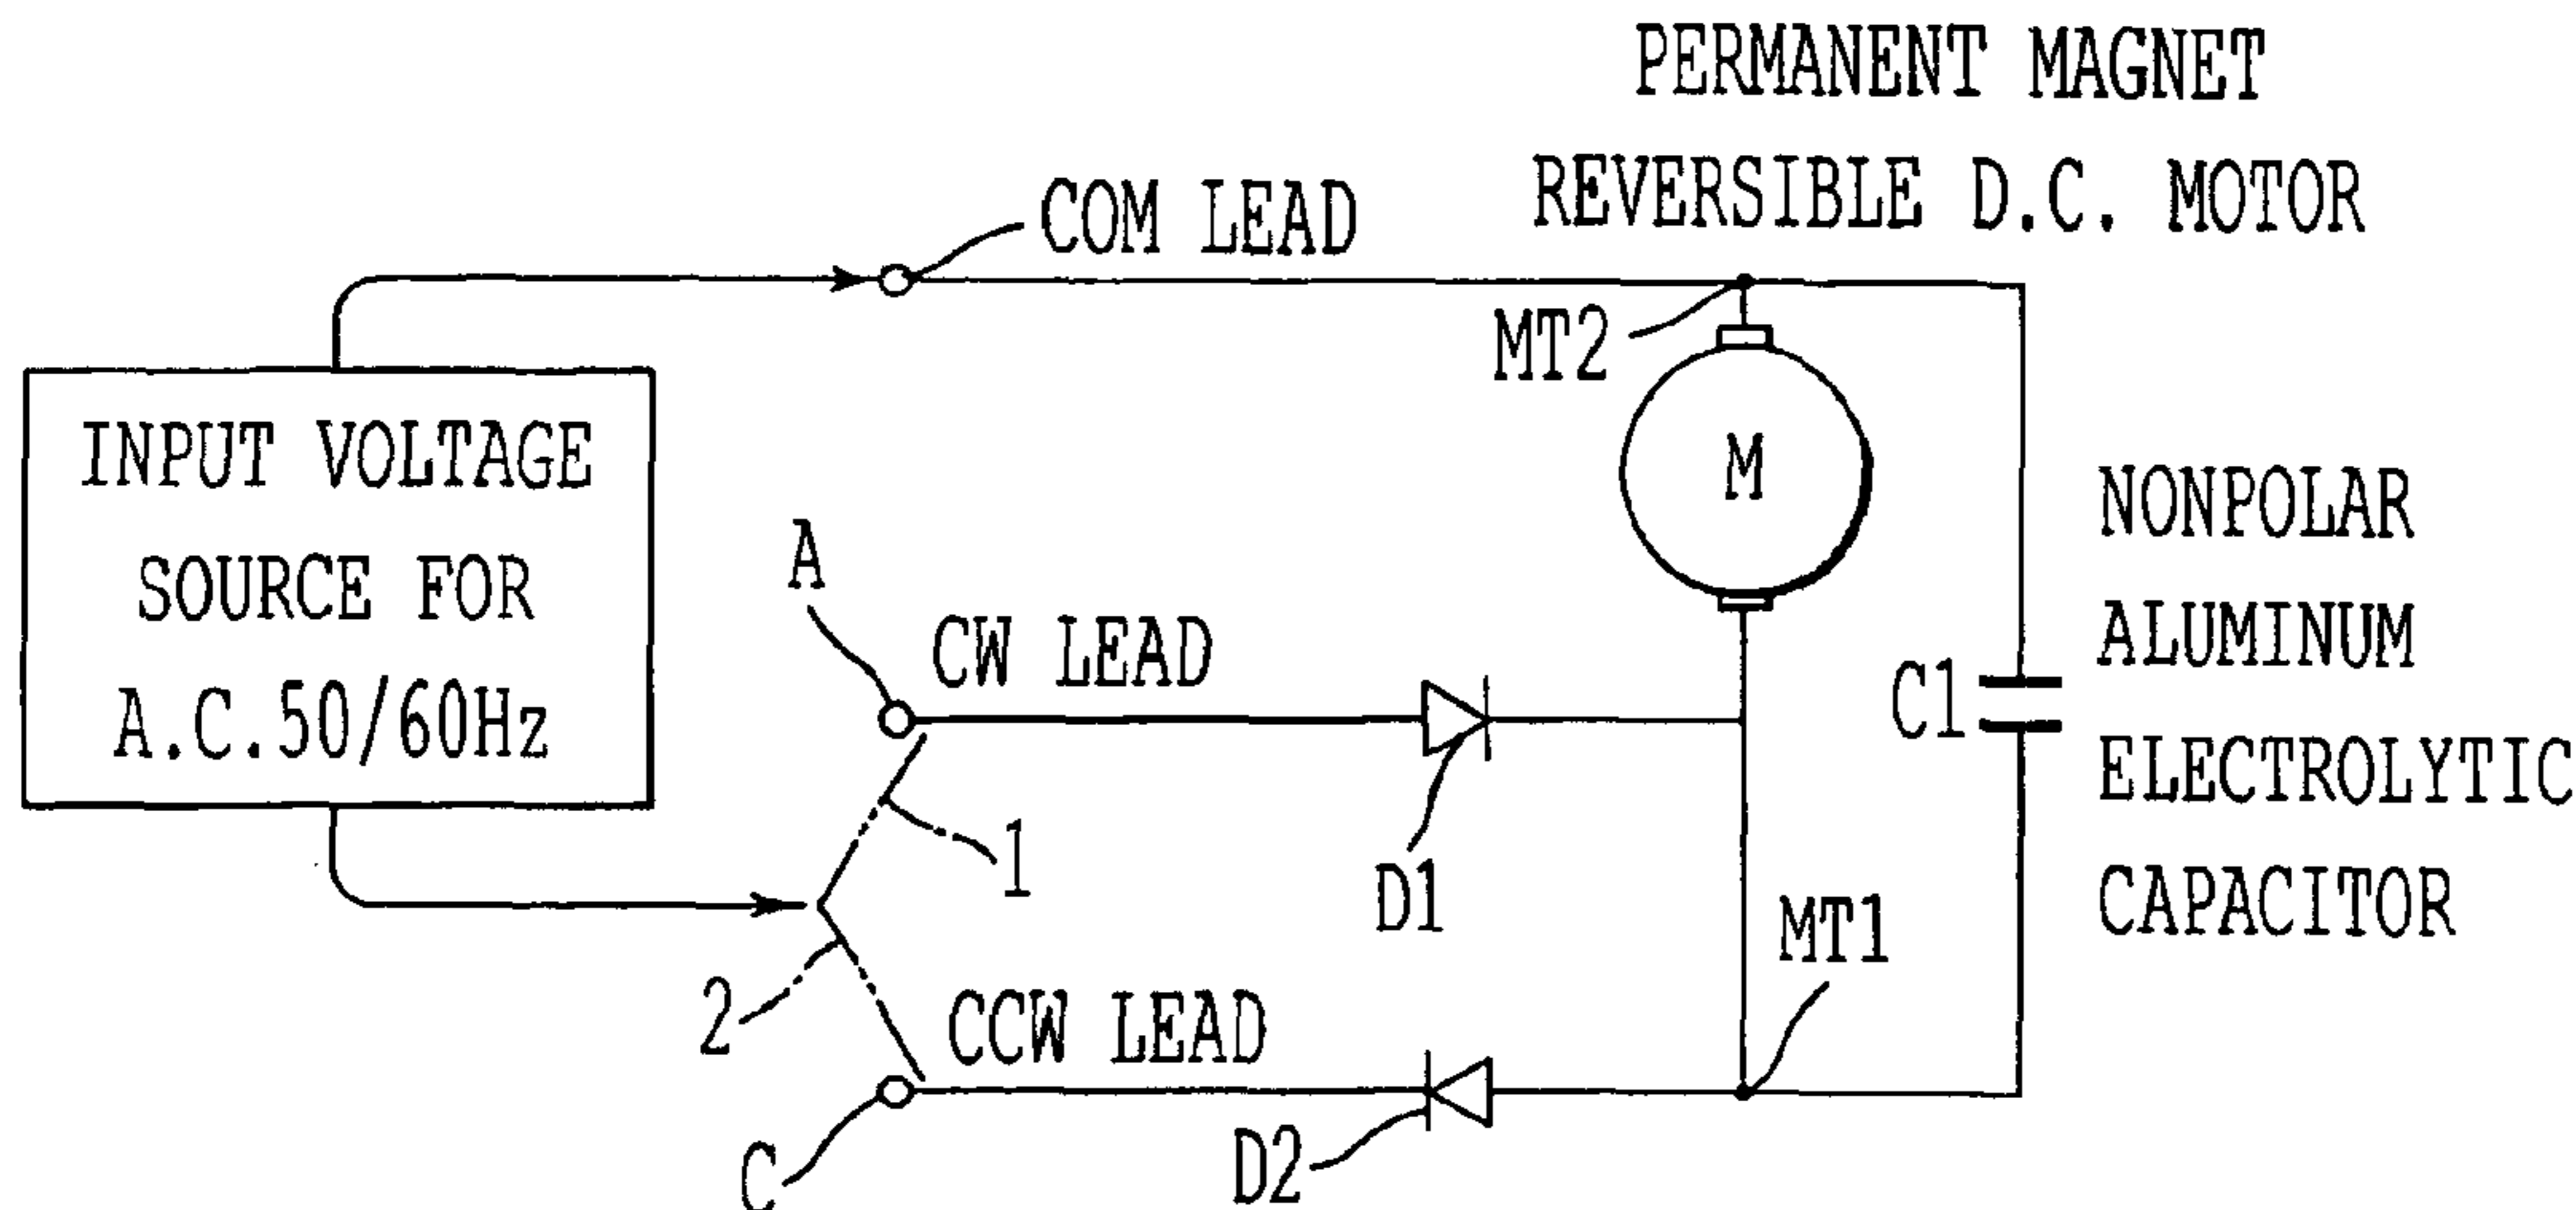 PERMANENT MAGNET
REVERSIBLE D.C. MOTOR
COM LEAD
MT2
INPUT VOLTAGE
SOURCE FOR
A.C.50/60Hz
M
A
CW LEAD
NONPOLAR
ALUMINUM
ELECTROLYTIC
CAPACITOR
C1
1
D1
MT1
2
CCW LEAD
C
D2